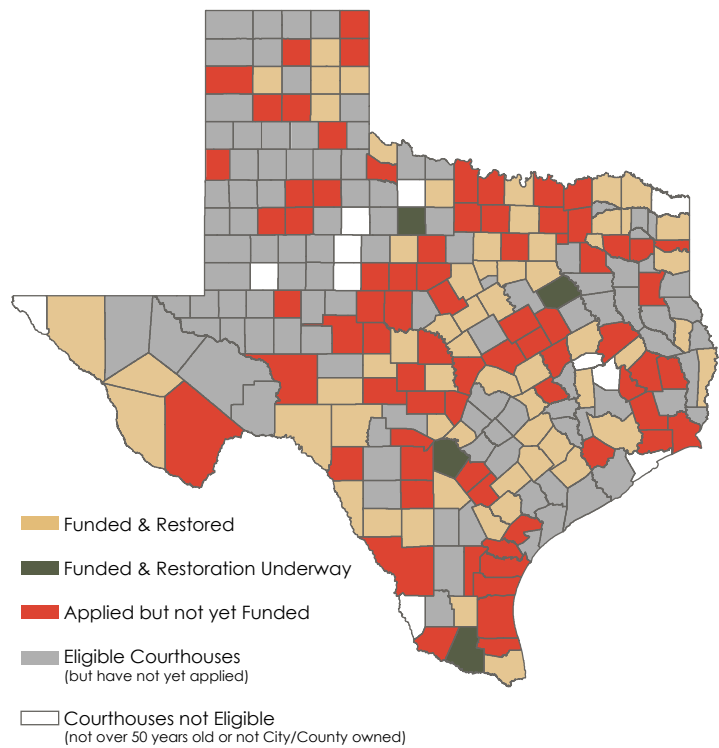 Funded & Restored
Funded & Restoration Underway
Applied but not yet Funded
Eligible Courthouses
(but have not yet applied)
Courthouses not Eligible
(not over 50 years old or not City/County owned)